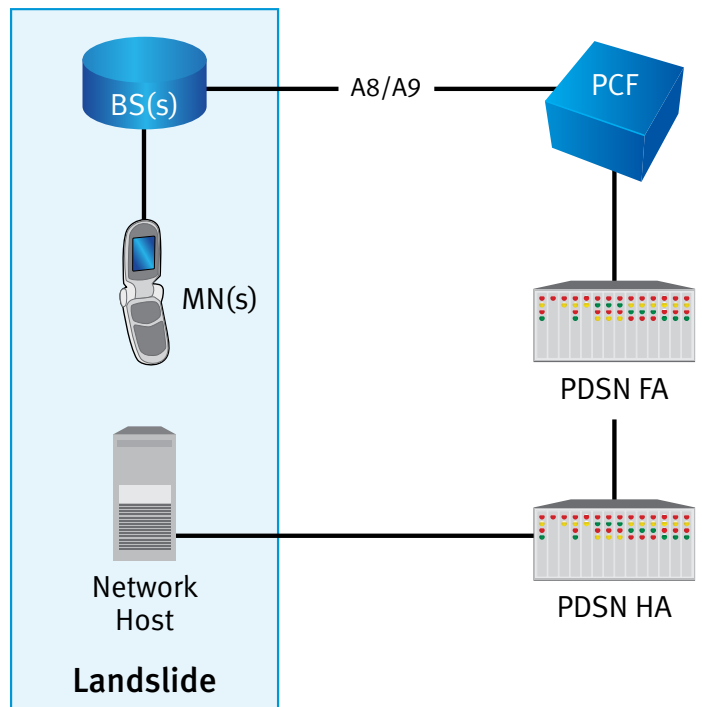 BS(s)
A8/A9
PCF
MN(s)
PDSN FA
Network
Host
PDSN HA
Landslide